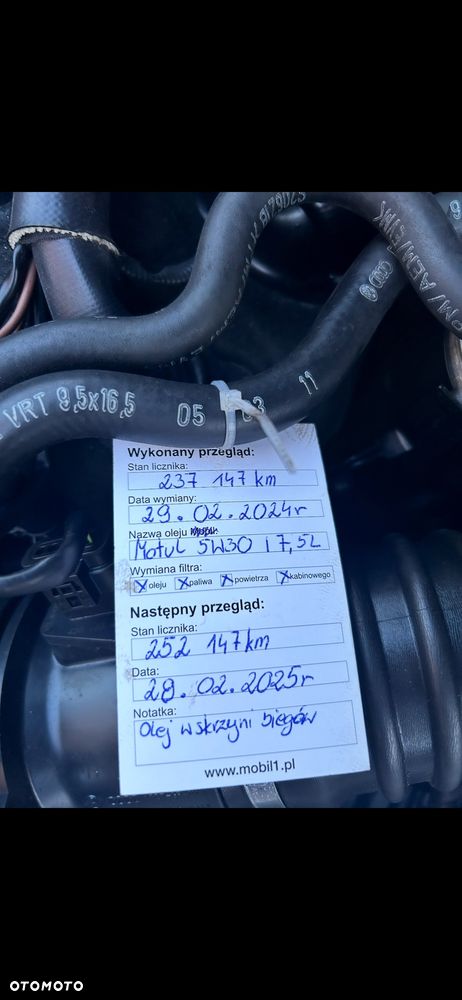 9,5x16,5
VRT
05
03
11
Wykonany przegląd:
Stan licznika:
237 147 km
Data wymiany:
29.02.2024r
Nazwa oleju
Motul 5W30 i 7,5L
Wymiana filtra:
X oleju X paliwa X powietrza X kabinowego
Następny przegląd:
Stan licznika:
252 147km
Data:
28.02.2025r
Notatka:
Olej w skrzyni biegów
www.mobil1.pl
OTOMOTO